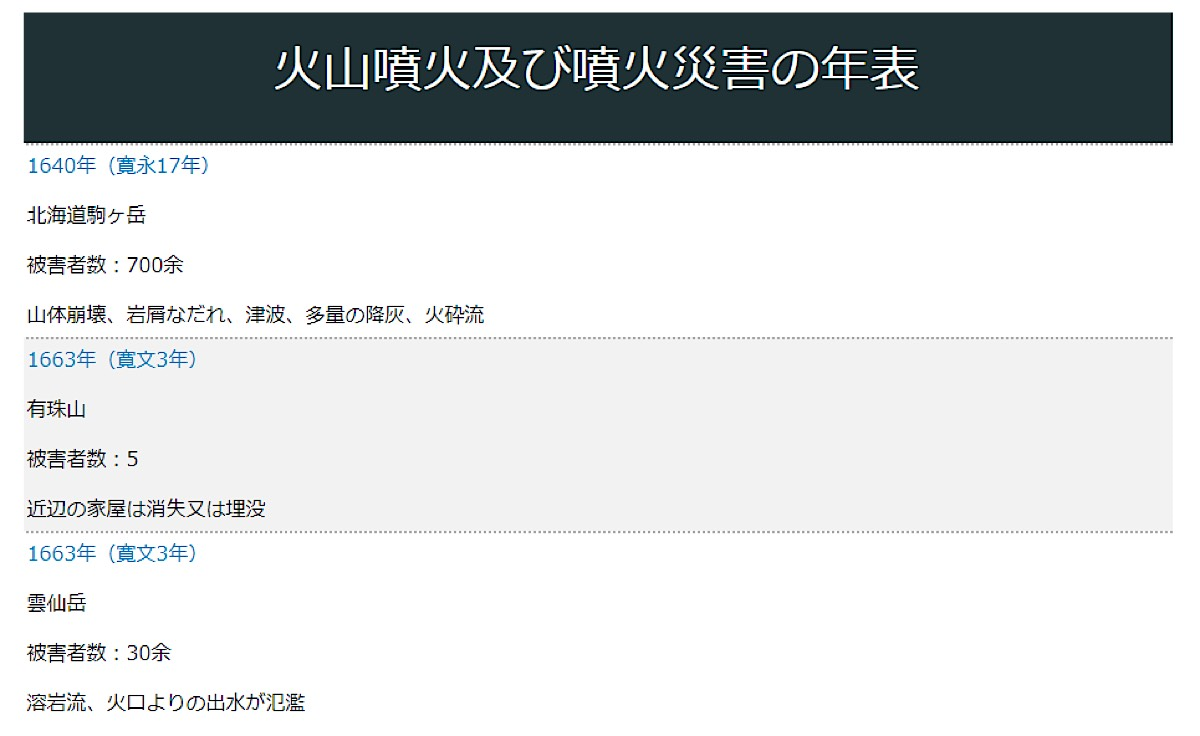 火山噴火及び噴火災害の年表
1640年（寛永17年）
北海道駒ヶ岳
被害者数：700余
山体崩壊、岩屑なだれ、津波、多量の降灰、火砕流
1663年（寛文3年）
有珠山
被害者数：5
近辺の家屋は消失又は埋没
1663年（寛文3年）
雲仙岳
被害者数：30余
溶岩流、火口よりの出水が氾濫